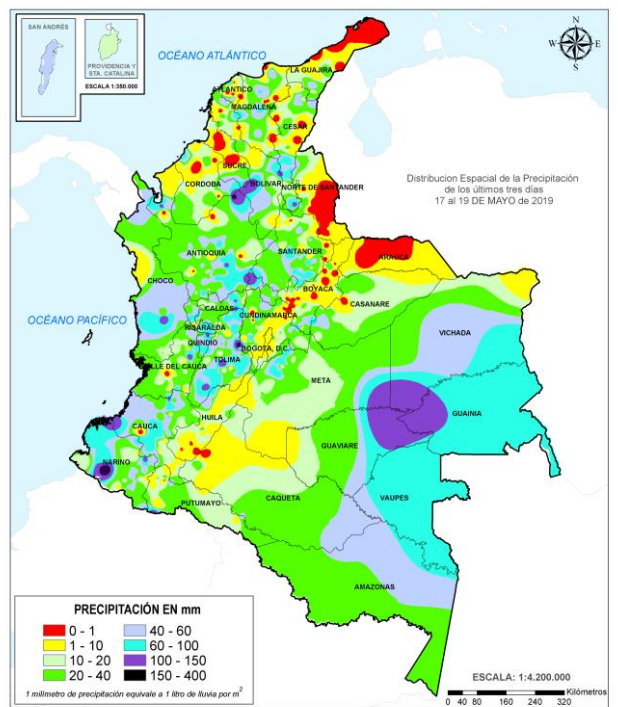 SAN ANDRÉS
PROVIDENCIA Y
STA. CATALINA
ESCALA 1:350.000
OCÉANO ATLÁNTICO
N
W
E
S
LA GUAJIRA
ATLANTICO
MAGDALENA
CESAR
SUCRE
CORDOBA
BOLIVAR
NORTE DE SANTANDER
Distribucion Espacial de la Precipitación
de los últimos tres días
17 al 19 DE MAYO de 2019
ANTIOQUIA
SANTANDER
ARAUCA
CHOCO
BOYACA
CASANARE
OCÉANO PACÍFICO
CALDAS
CUNDINAMARCA
VICHADA
RISARALDA
QUINDIO
BOGOTA, D.C.
TOLIMA
VALLE DEL CAUCA
META
GUAINIA
HUILA
CAUCA
GUAVIARE
NARIÑO
CAQUETA
VAUPES
PUTUMAYO
AMAZONAS
PRECIPITACIÓN EN mm
0 - 1 40 - 60
1 - 10 60 - 100
10 - 20 100 - 150
20 - 40 150 - 400
1 milímetro de precipitación equivale a 1 litro de lluvia por m²
ESCALA: 1:4.200.000
0 40 80 160 240 320 Kilómetros